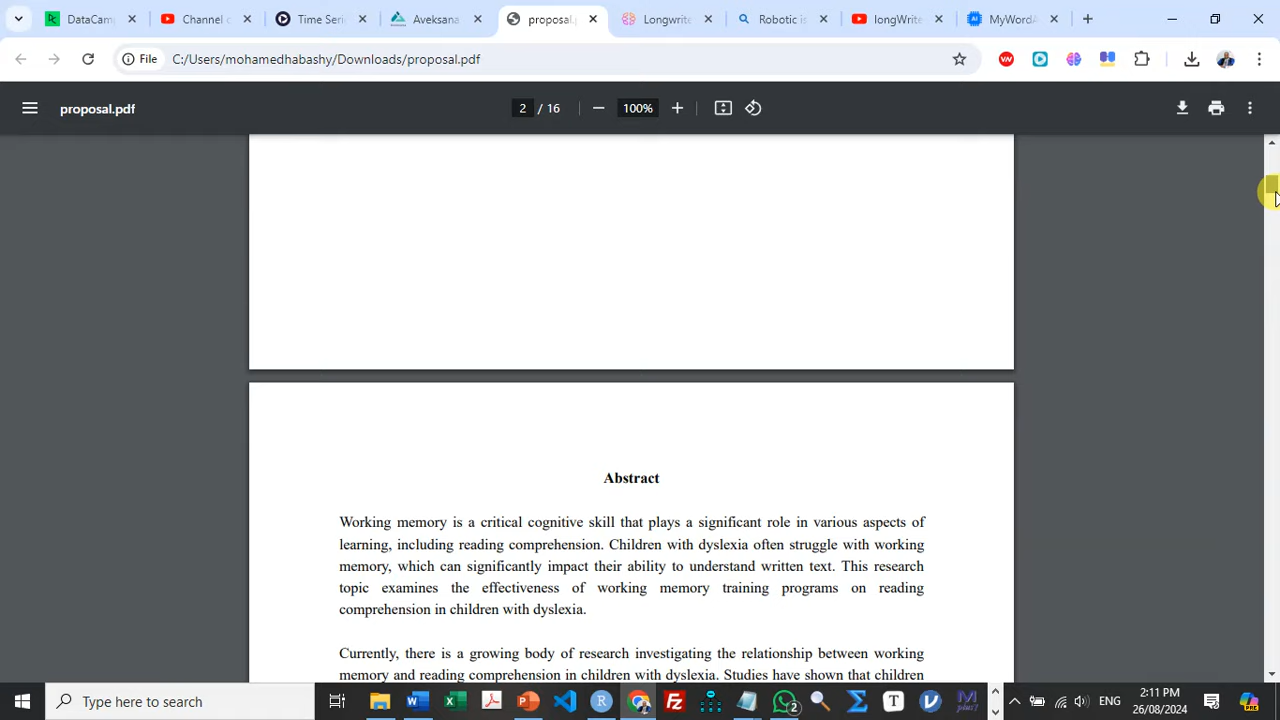 DataCam
Channel c
Time Seri
Aveksana
proposal.
Longwrite
Robotic is
longWrite
MyWordA
File
C:/Users/mohamedhabashy/Downloads/proposal.pdf
proposal.pdf
2 / 16
100%
Abstract
Working memory is a critical cognitive skill that plays a significant role in various aspects of
learning, including reading comprehension. Children with dyslexia often struggle with working
memory, which can significantly impact their ability to understand written text. This research
topic examines the effectiveness of working memory training programs on reading
comprehension in children with dyslexia.
Currently, there is a growing body of research investigating the relationship between working
memory and reading comprehension in children with dyslexia. Studies have shown that children
Type here to search
ENG
2:11 PM
26/08/2024